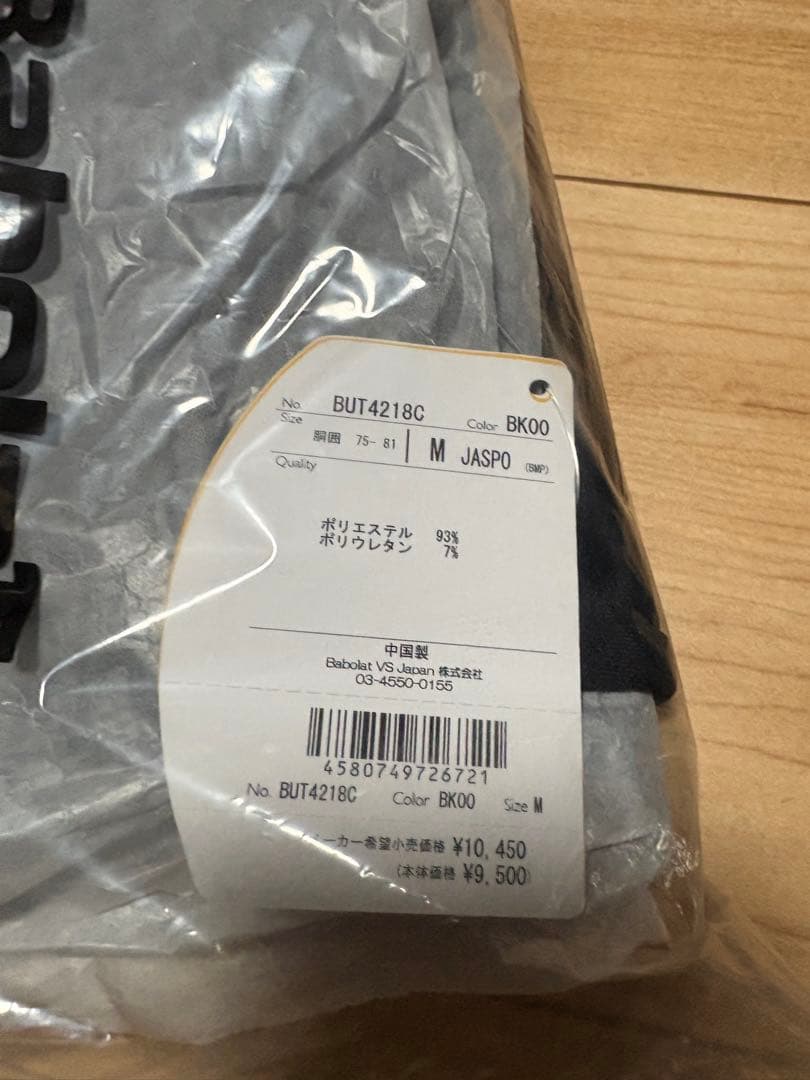 Babolat
No. BUT4218C Color BK00
Size 胴囲 75- 81 M JASPO (BMP)
Quality
ポリエステル 93%
ポリウレタン 7%
中国製
Babolat VS Japan 株式会社
03-4550-0155
4580749726721
No. BUT4218C Color BK00 Size M
ーカー希望小売価格 ¥10,450
(本体価格 ¥9,500)